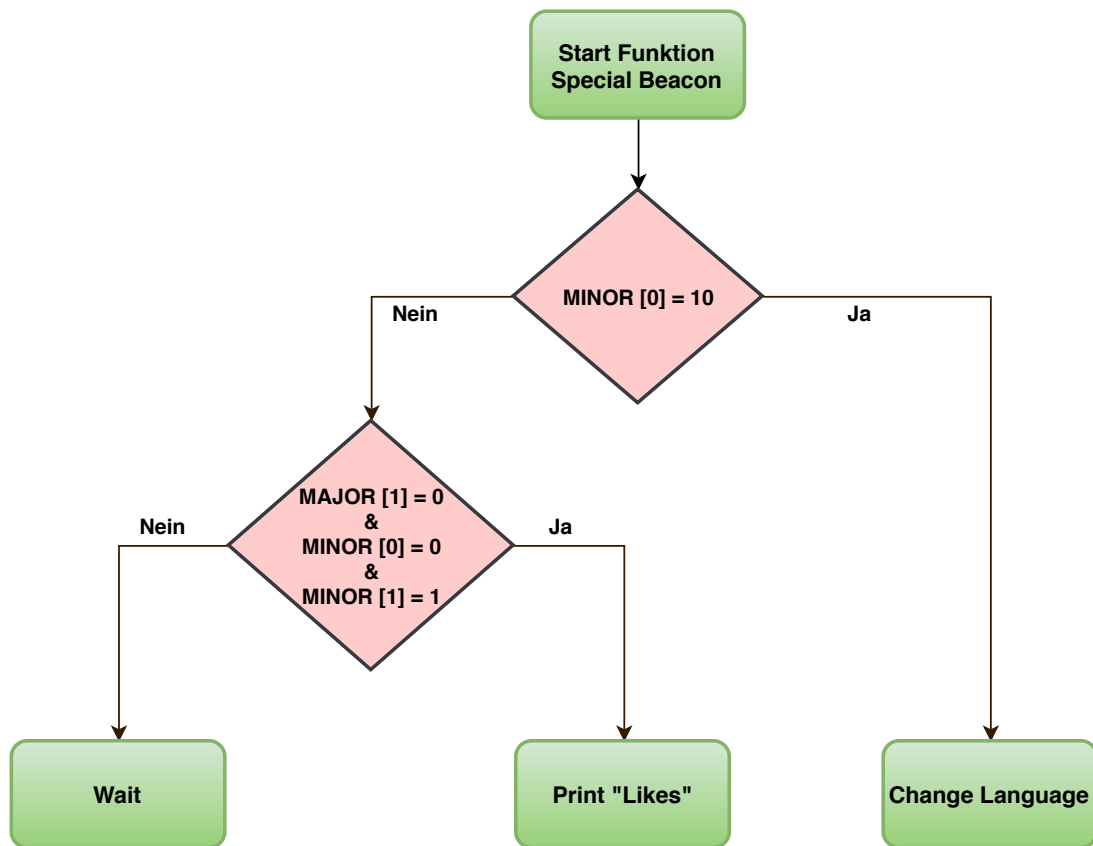 Start Funktion
Special Beacon
MINOR [0] = 10
Nein
Ja
MAJOR [1] = 0
&
MINOR [0] = 0
&
MINOR [1] = 1
Nein
Ja
Wait
Print "Likes"
Change Language